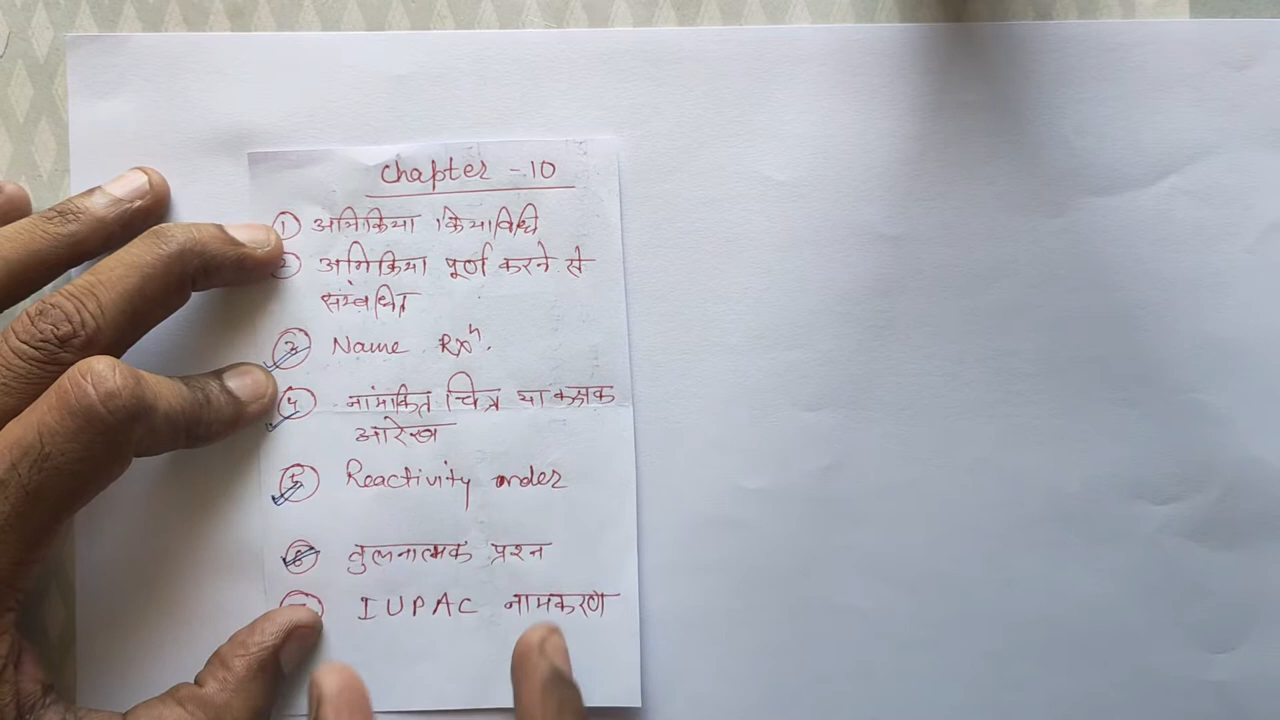 Chapter - 10
① अभिक्रिया क्रियाविधि
② अभिक्रिया पूर्ण करने से
संबंधित
③ Name Rxⁿ.
④ नामांकित चित्र या कक्षक
आरेख
⑤ Reactivity order
⑥ तुलनात्मक प्रश्न
IUPAC नामकरण